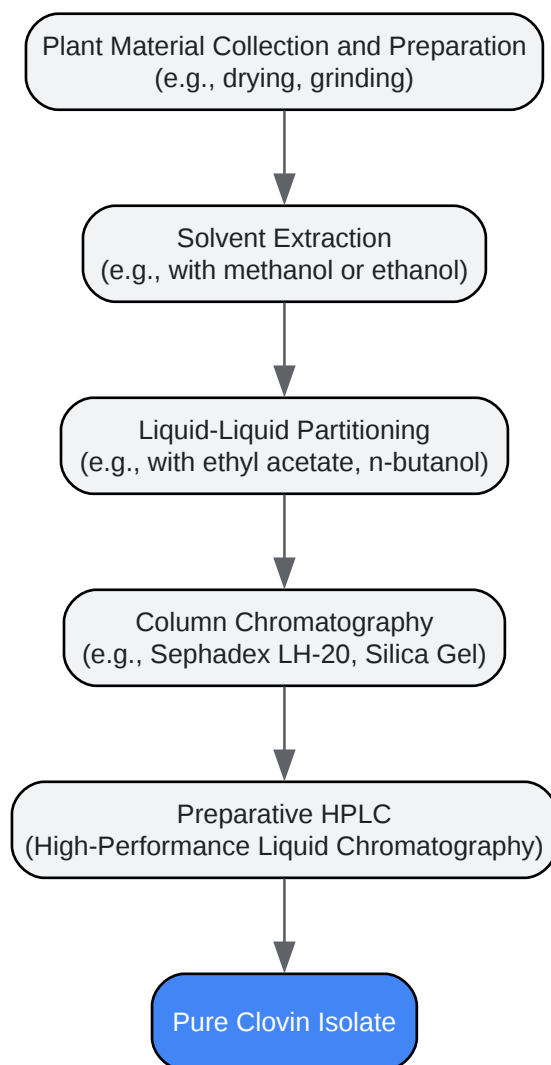 Plant Material Collection and Preparation
(e.g., drying, grinding)
Solvent Extraction
(e.g., with methanol or ethanol)
Liquid-Liquid Partitioning
(e.g., with ethyl acetate, n-butanol)
Column Chromatography
(e.g., Sephadex LH-20, Silica Gel)
Preparative HPLC
(High-Performance Liquid Chromatography)
Pure Clovin Isolate